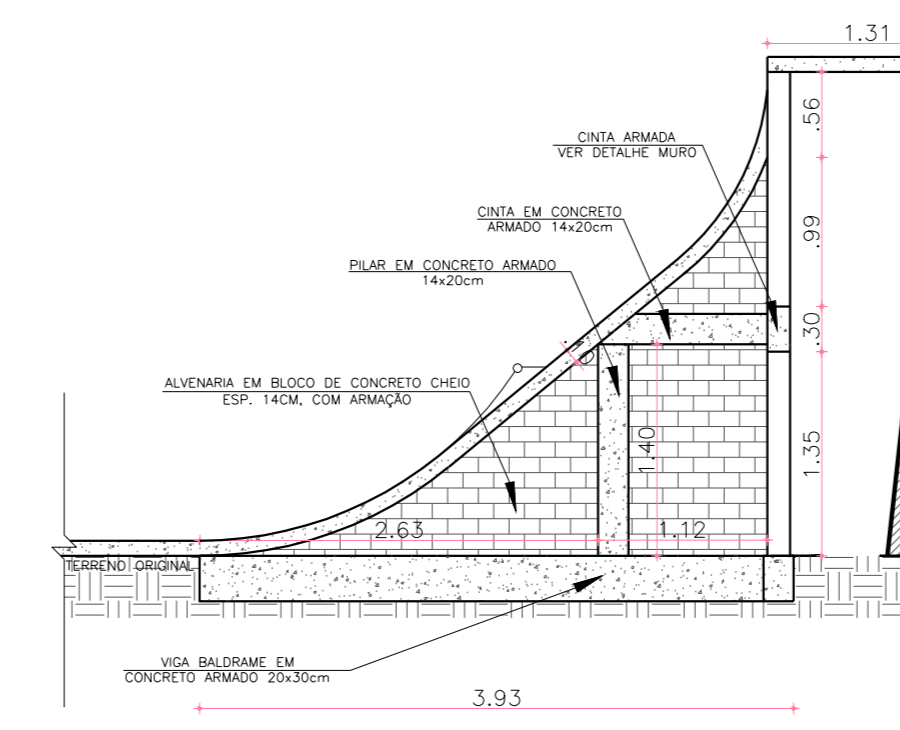 1.31
.56
CINTA ARMADA
VER DETALHE MURO
CINTA EM CONCRETO
ARMADO 14x20cm
.99
PILAR EM CONCRETO ARMADO
14x20cm
.30
ALVENARIA EM BLOCO DE CONCRETO CHEIO
ESP. 14CM, COM ARMAÇÃO
1.40
1.35
2.63
1.12
TERRENO ORIGINAL
VIGA BALDRAME EM
CONCRETO ARMADO 20x30cm
3.93